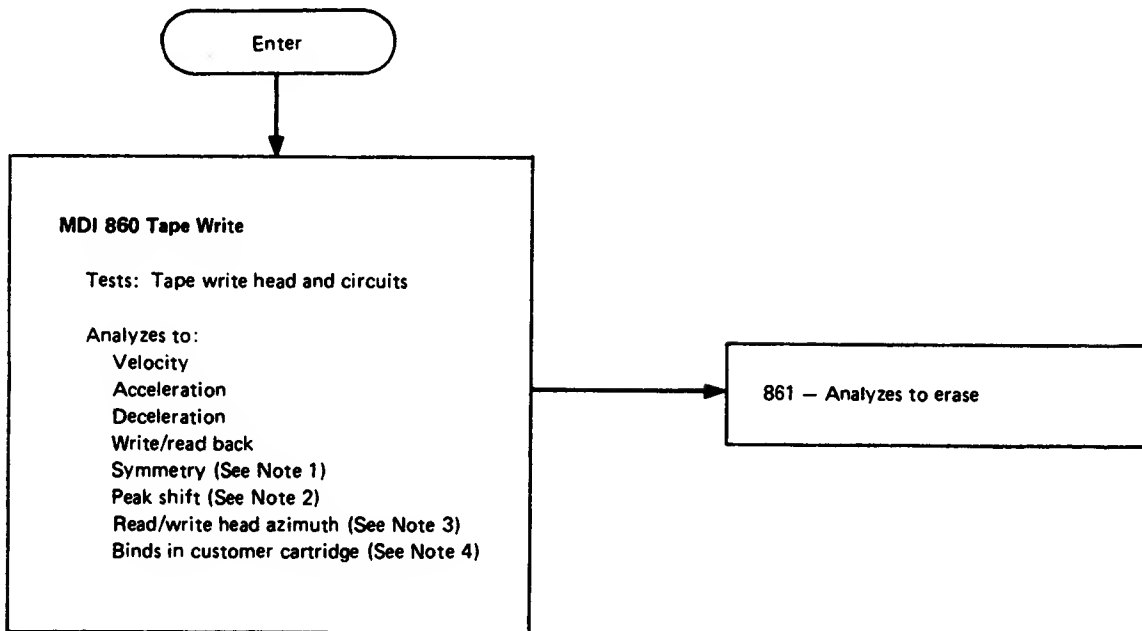 Enter
MDI 860 Tape Write
Tests: Tape write head and circuits
Analyzes to:
Velocity
Acceleration
Deceleration
Write/read back
Symmetry (See Note 1)
Peak shift (See Note 2)
Read/write head azimuth (See Note 3)
Binds in customer cartridge (See Note 4)
861 — Analyzes to erase